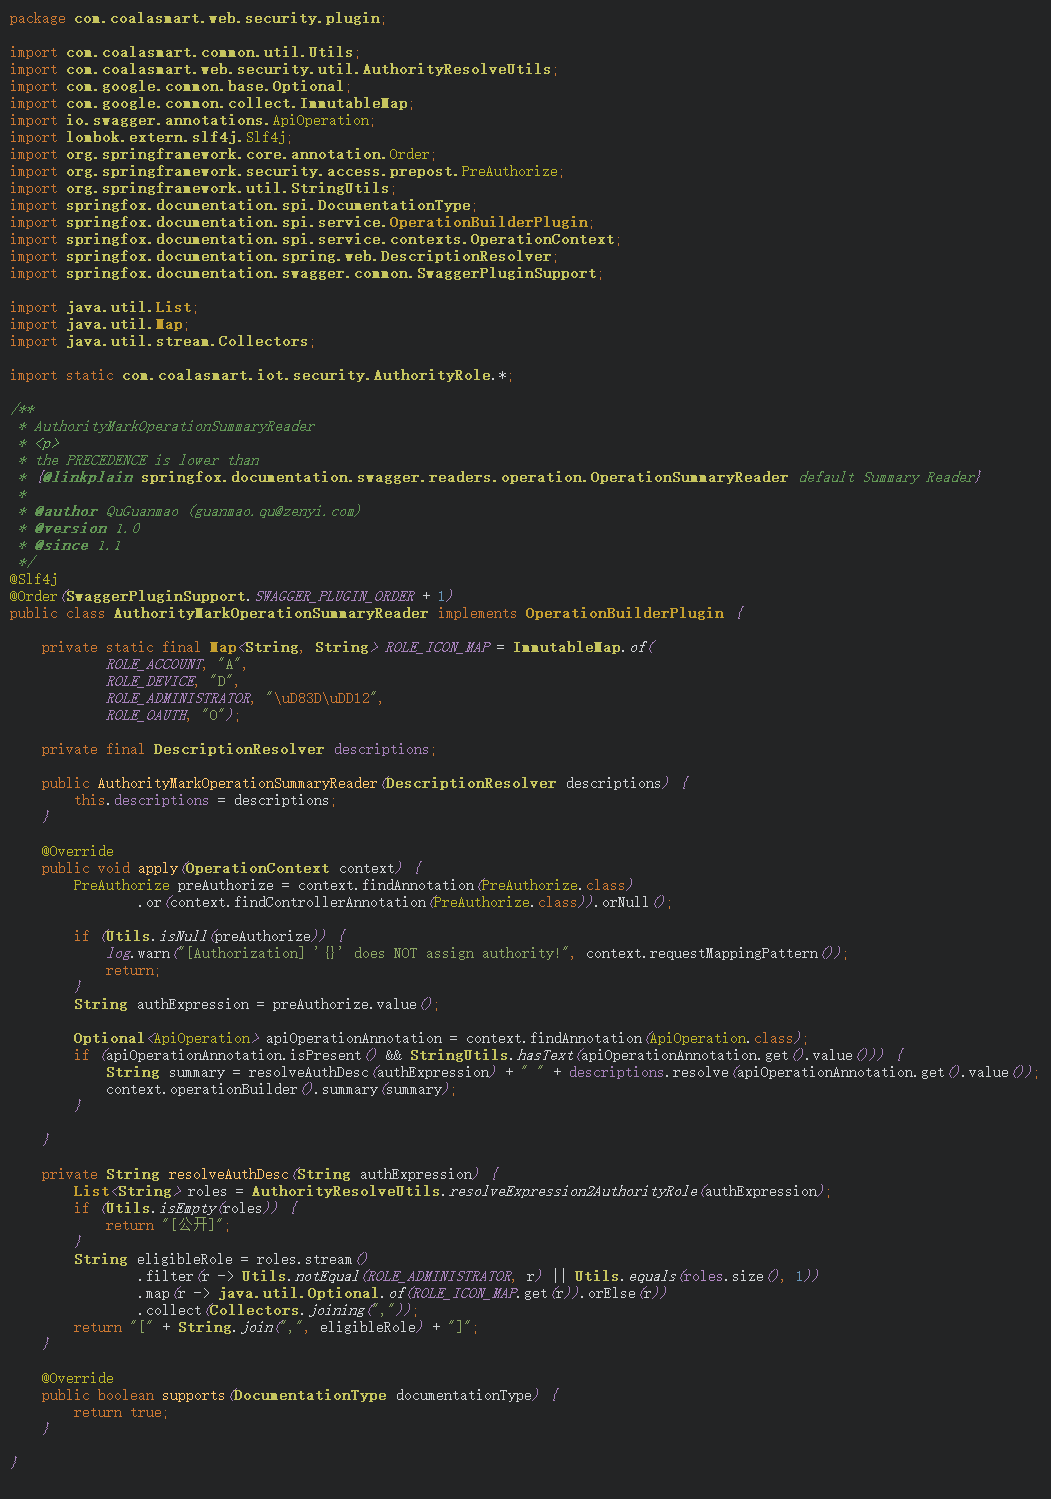 package com.coalasmart.web.security.plugin;

import com.coalasmart.common.util.Utils;
import com.coalasmart.web.security.util.AuthorityResolveUtils;
import com.google.common.base.Optional;
import com.google.common.collect.ImmutableMap;
import io.swagger.annotations.ApiOperation;
import lombok.extern.slf4j.Slf4j;
import org.springframework.core.annotation.Order;
import org.springframework.security.access.prepost.PreAuthorize;
import org.springframework.util.StringUtils;
import springfox.documentation.spi.DocumentationType;
import springfox.documentation.spi.service.OperationBuilderPlugin;
import springfox.documentation.spi.service.contexts.OperationContext;
import springfox.documentation.spring.web.DescriptionResolver;
import springfox.documentation.swagger.common.SwaggerPluginSupport;

import java.util.List;
import java.util.Map;
import java.util.stream.Collectors;

import static com.coalasmart.iot.security.AuthorityRole.*;

/**
 * AuthorityMarkOperationSummaryReader
 * <p>
 * the PRECEDENCE is lower than
 * {@linkplain springfox.documentation.swagger.readers.operation.OperationSummaryReader default Summary Reader}
 *
 * @author QuGuanmao (guanmao.qu@zenyi.com)
 * @version 1.0
 * @since 1.1
 */
@Slf4j
@Order(SwaggerPluginSupport.SWAGGER_PLUGIN_ORDER + 1)
public class AuthorityMarkOperationSummaryReader implements OperationBuilderPlugin {

    private static final Map<String, String> ROLE_ICON_MAP = ImmutableMap.of(
            ROLE_ACCOUNT, "A",
            ROLE_DEVICE, "D",
            ROLE_ADMINISTRATOR, "\uD83D\uDD12",
            ROLE_OAUTH, "O");

    private final DescriptionResolver descriptions;

    public AuthorityMarkOperationSummaryReader(DescriptionResolver descriptions) {
        this.descriptions = descriptions;
    }

    @Override
    public void apply(OperationContext context) {
        PreAuthorize preAuthorize = context.findAnnotation(PreAuthorize.class)
                .or(context.findControllerAnnotation(PreAuthorize.class)).orNull();

        if (Utils.isNull(preAuthorize)) {
            log.warn("[Authorization] '{}' does NOT assign authority!", context.requestMappingPattern());
            return;
        }
        String authExpression = preAuthorize.value();

        Optional<ApiOperation> apiOperationAnnotation = context.findAnnotation(ApiOperation.class);
        if (apiOperationAnnotation.isPresent() && StringUtils.hasText(apiOperationAnnotation.get().value())) {
            String summary = resolveAuthDesc(authExpression) + " " + descriptions.resolve(apiOperationAnnotation.get().value());
            context.operationBuilder().summary(summary);
        }

    }

    private String resolveAuthDesc(String authExpression) {
        List<String> roles = AuthorityResolveUtils.resolveExpression2AuthorityRole(authExpression);
        if (Utils.isEmpty(roles)) {
            return "[公开]";
        }
        String eligibleRole = roles.stream()
                .filter(r -> Utils.notEqual(ROLE_ADMINISTRATOR, r) || Utils.equals(roles.size(), 1))
                .map(r -> java.util.Optional.of(ROLE_ICON_MAP.get(r)).orElse(r))
                .collect(Collectors.joining(","));
        return "[" + String.join(",", eligibleRole) + "]";
    }

    @Override
    public boolean supports(DocumentationType documentationType) {
        return true;
    }

}